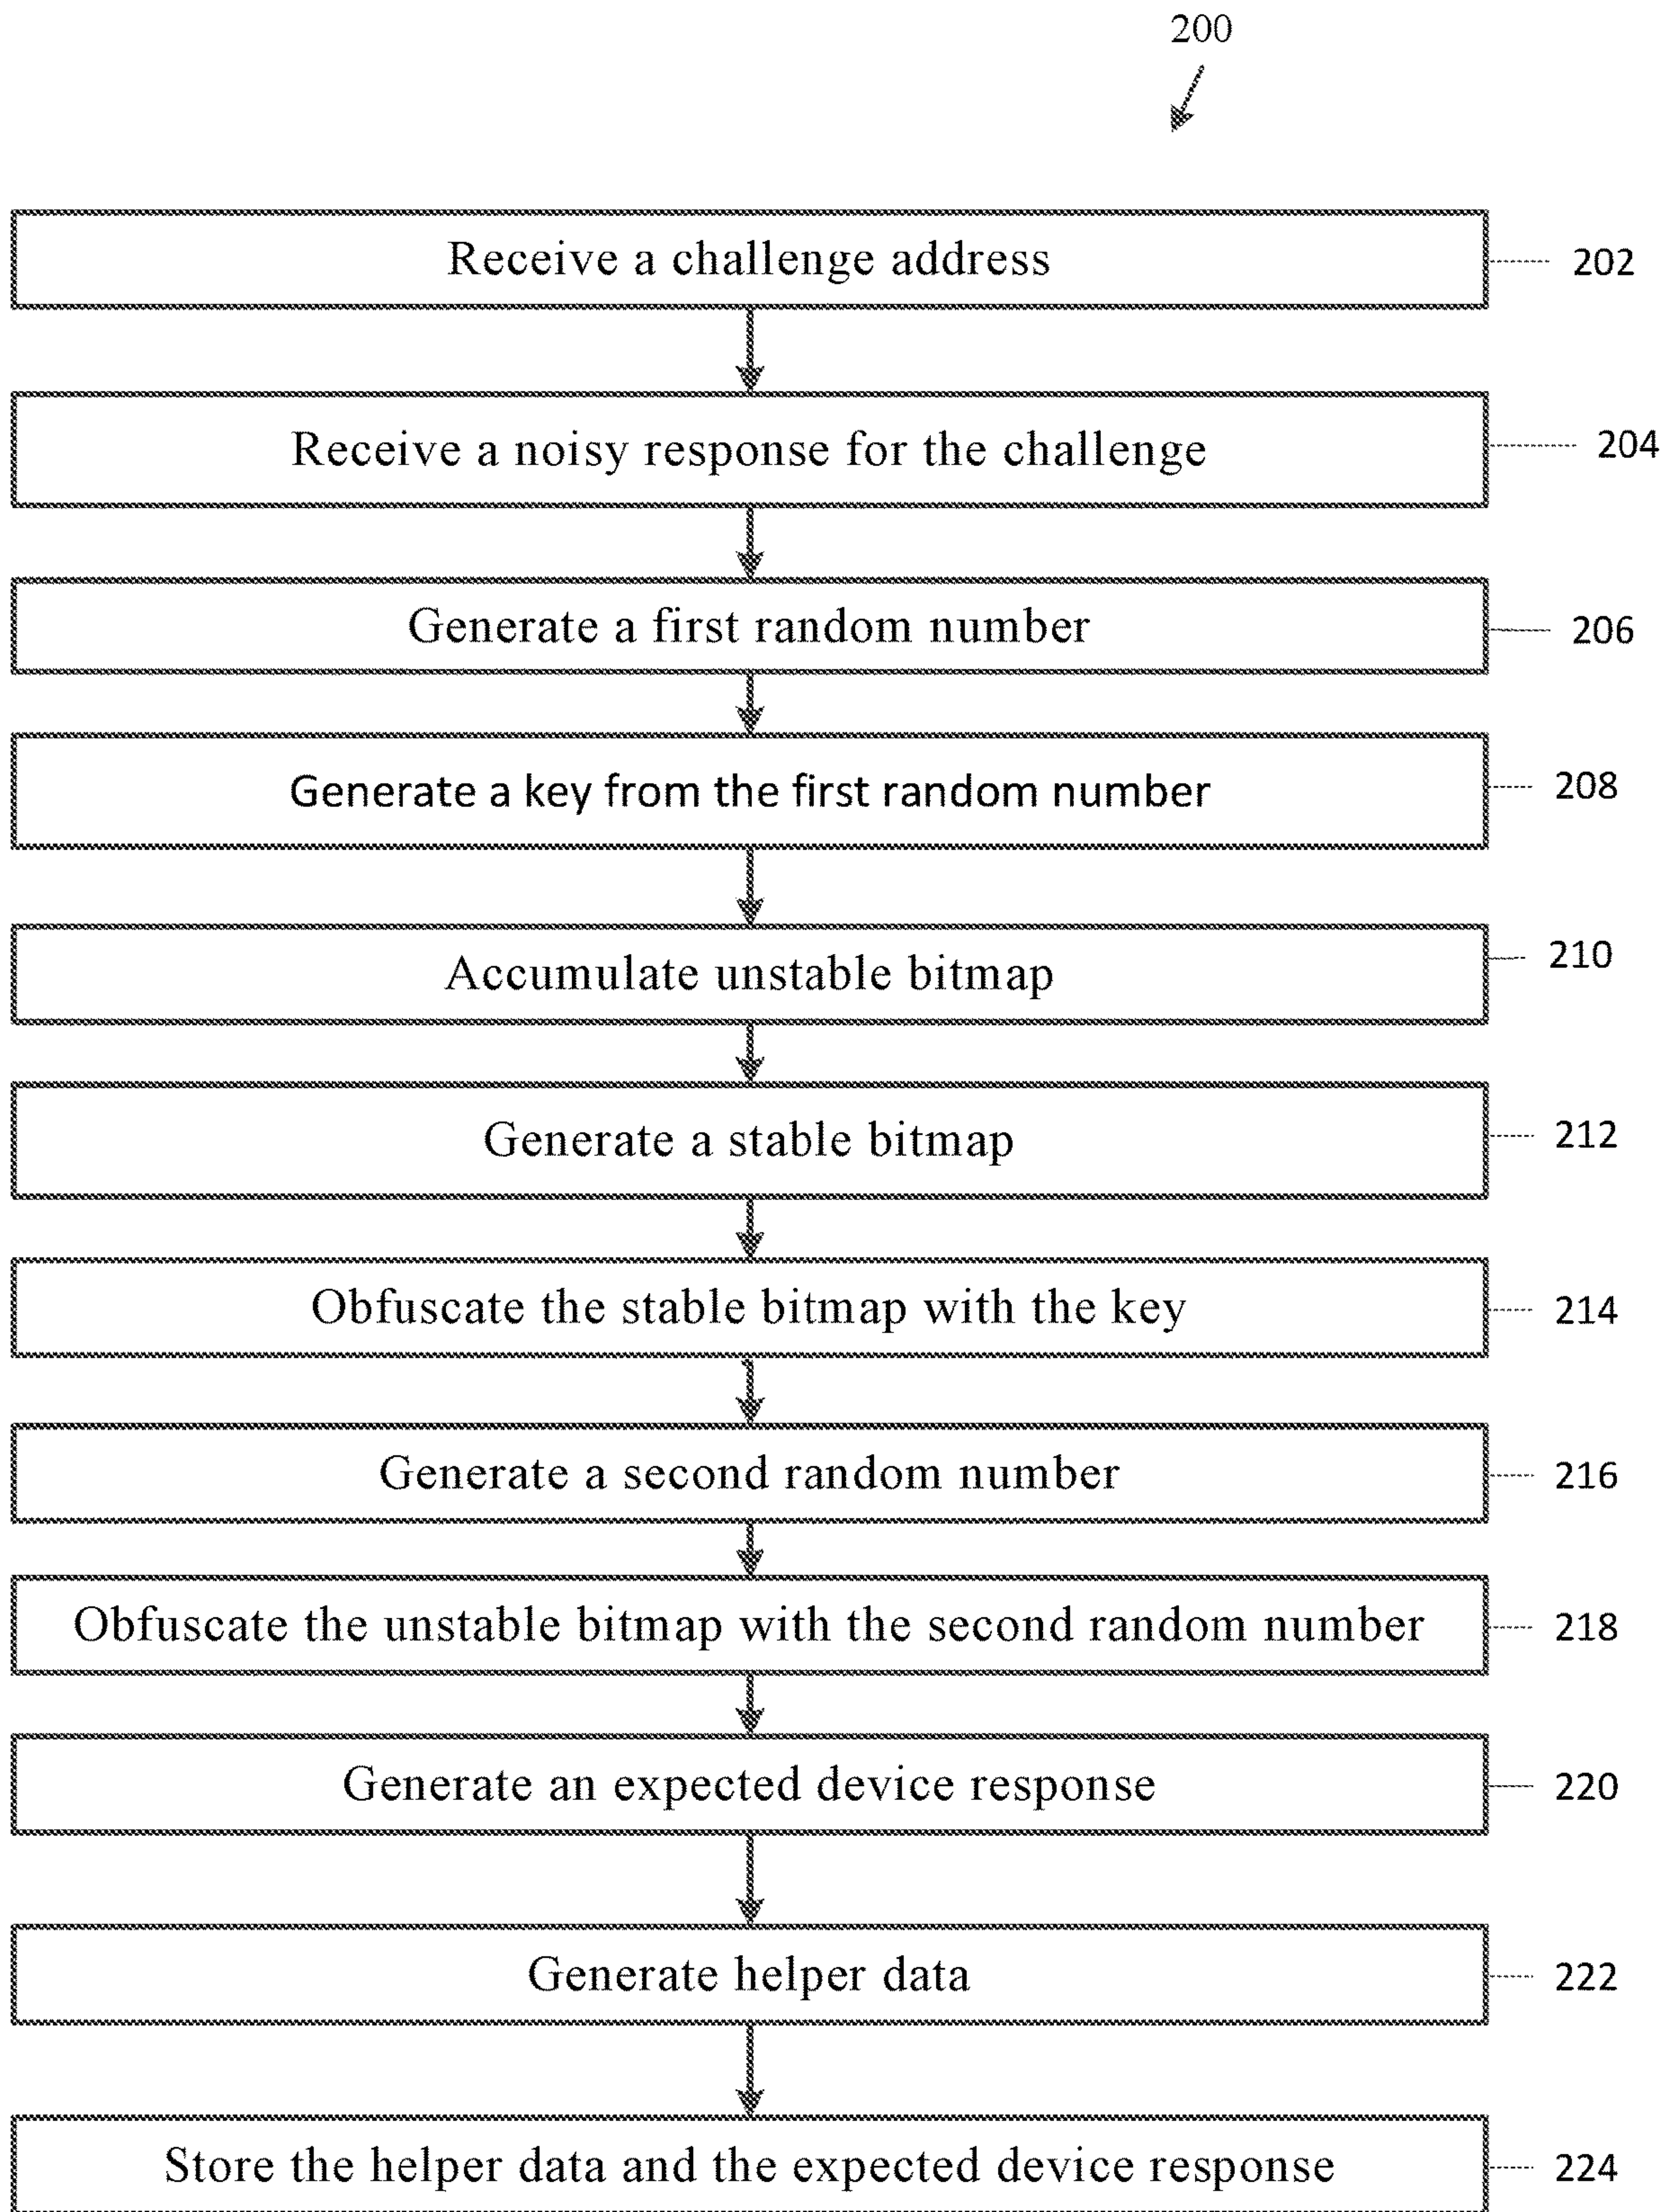 200
Receive a challenge address 202
Receive a noisy response for the challenge 204
Generate a first random number 206
Generate a key from the first random number 208
Accumulate unstable bitmap 210
Generate a stable bitmap 212
Obfuscate the stable bitmap with the key 214
Generate a second random number 216
Obfuscate the unstable bitmap with the second random number 218
Generate an expected device response 220
Generate helper data 222
Store the helper data and the expected device response 224